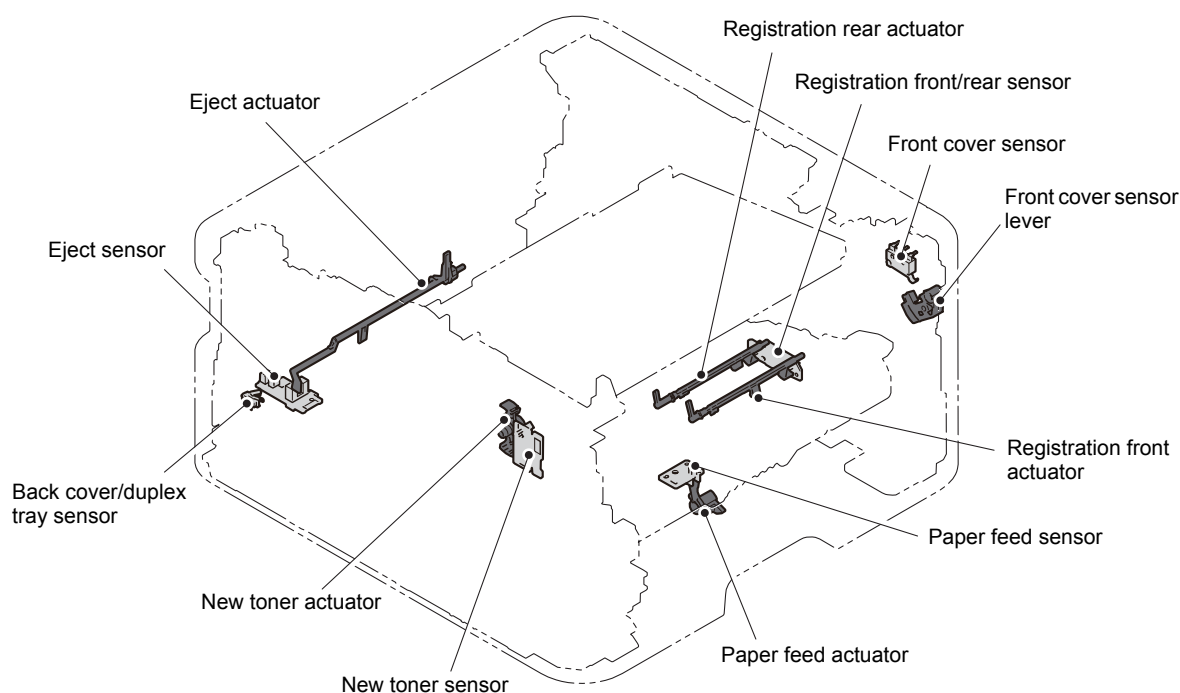 Registration rear actuator
Registration front/rear sensor
Eject actuator
Front cover sensor
Front cover sensor
lever
Eject sensor
Registration front
actuator
Back cover/duplex
tray sensor
Paper feed sensor
New toner actuator
Paper feed actuator
New toner sensor